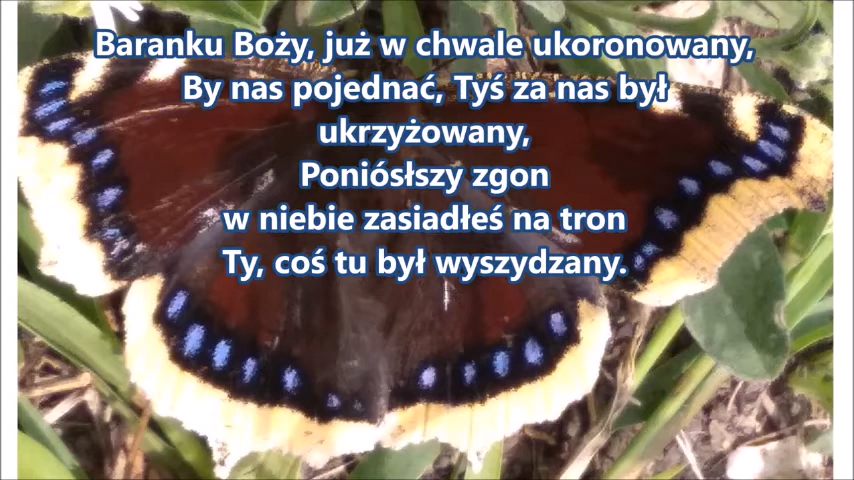 Baranku Boży, już w chwale ukoronowany,
By nas pojednać, Tyś za nas był
ukrzyżowany,
Poniósłszy zgon
w niebie zasiadłeś na tron
Ty, coś tu był wyszydzany.